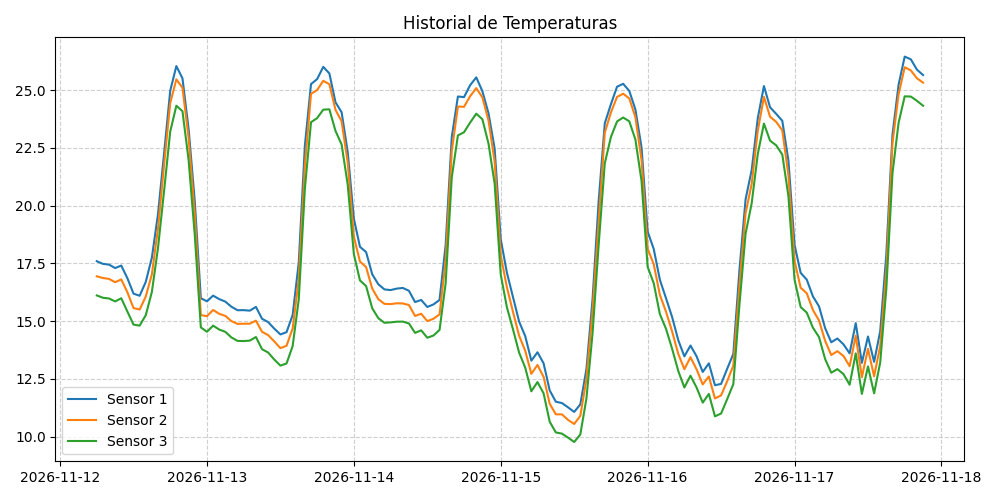 Historial de Temperaturas
25.0
22.5
20.0
17.5
15.0
12.5
10.0
Sensor 1
Sensor 2
Sensor 3
2026-11-12 2026-11-13 2026-11-14 2026-11-15 2026-11-16 2026-11-17 2026-11-18